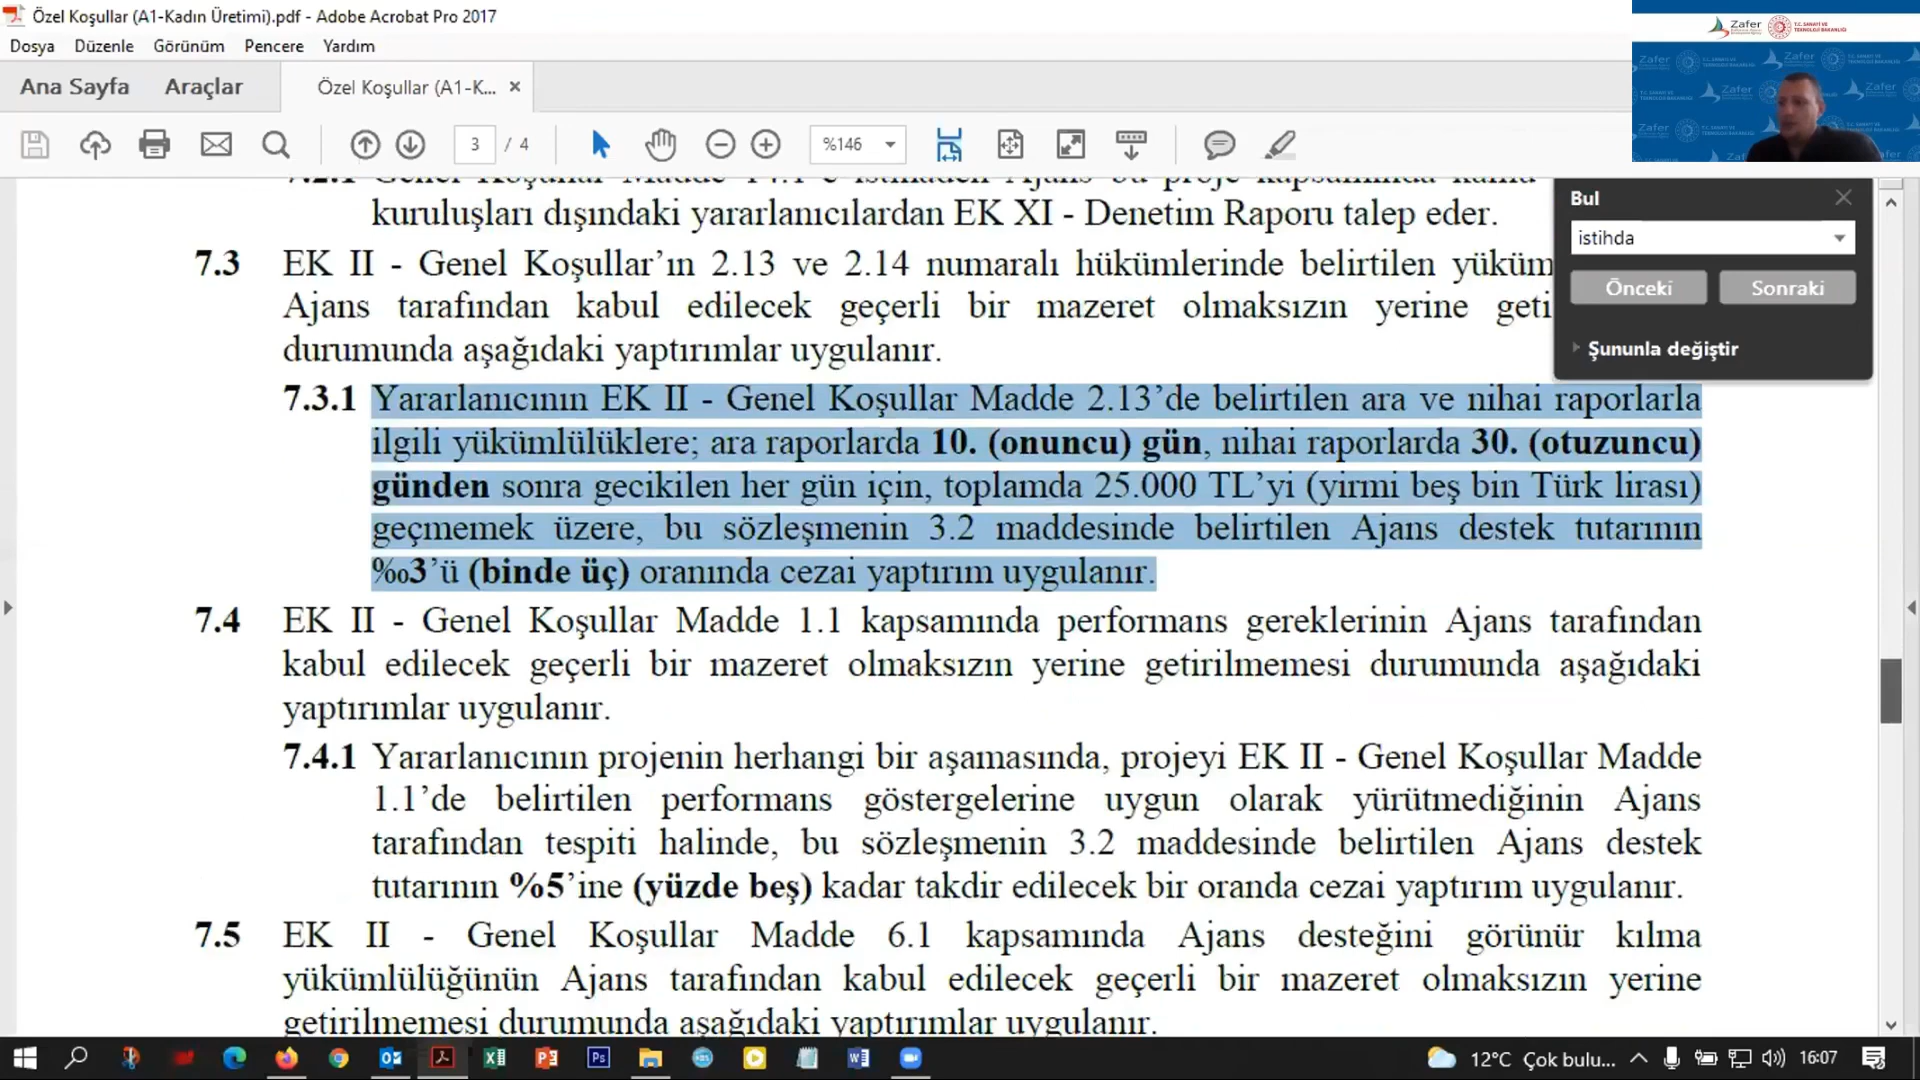 Özel Koşullar (A1-Kadın Üretimi).pdf - Adobe Acrobat Pro 2017
Dosya Düzenle Görünüm Pencere Yardım
Ana Sayfa Araçlar Özel Koşullar (A1-K... ×
3 / 4 %146
Zafer T.C. SANAYİ VE TEKNOLOJİ BAKANLIĞI
kuruluşları dışındaki yararlanıcılardan EK XI - Denetim Raporu talep eder.
7.3 EK II - Genel Koşullar’ın 2.13 ve 2.14 numaralı hükümlerinde belirtilen yüküm
Ajans tarafından kabul edilecek geçerli bir mazeret olmaksızın yerine geti
durumunda aşağıdaki yaptırımlar uygulanır.
7.3.1 Yararlanıcının EK II - Genel Koşullar Madde 2.13’de belirtilen ara ve nihai raporlarla
ilgili yükümlülüklere; ara raporlarda 10. (onuncu) gün, nihai raporlarda 30. (otuzuncu)
günden sonra gecikilen her gün için, toplamda 25.000 TL’yi (yirmi beş bin Türk lirası)
geçmemek üzere, bu sözleşmenin 3.2 maddesinde belirtilen Ajans destek tutarının
‰3’ü (binde üç) oranında cezai yaptırım uygulanır.
7.4 EK II - Genel Koşullar Madde 1.1 kapsamında performans gereklerinin Ajans tarafından
kabul edilecek geçerli bir mazeret olmaksızın yerine getirilmemesi durumunda aşağıdaki
yaptırımlar uygulanır.
7.4.1 Yararlanıcının projenin herhangi bir aşamasında, projeyi EK II - Genel Koşullar Madde
1.1’de belirtilen performans göstergelerine uygun olarak yürütmediğinin Ajans
tarafından tespiti halinde, bu sözleşmenin 3.2 maddesinde belirtilen Ajans destek
tutarının %5’ine (yüzde beş) kadar takdir edilecek bir oranda cezai yaptırım uygulanır.
7.5 EK II - Genel Koşullar Madde 6.1 kapsamında Ajans desteğini görünür kılma
yükümlülüğünün Ajans tarafından kabul edilecek geçerli bir mazeret olmaksızın yerine
getirilmemesi durumunda aşağıdaki yaptırımlar uygulanır.
Bul
istihda
Önceki Sonraki
Şununla değiştir
12°C Çok bulu... 16:07